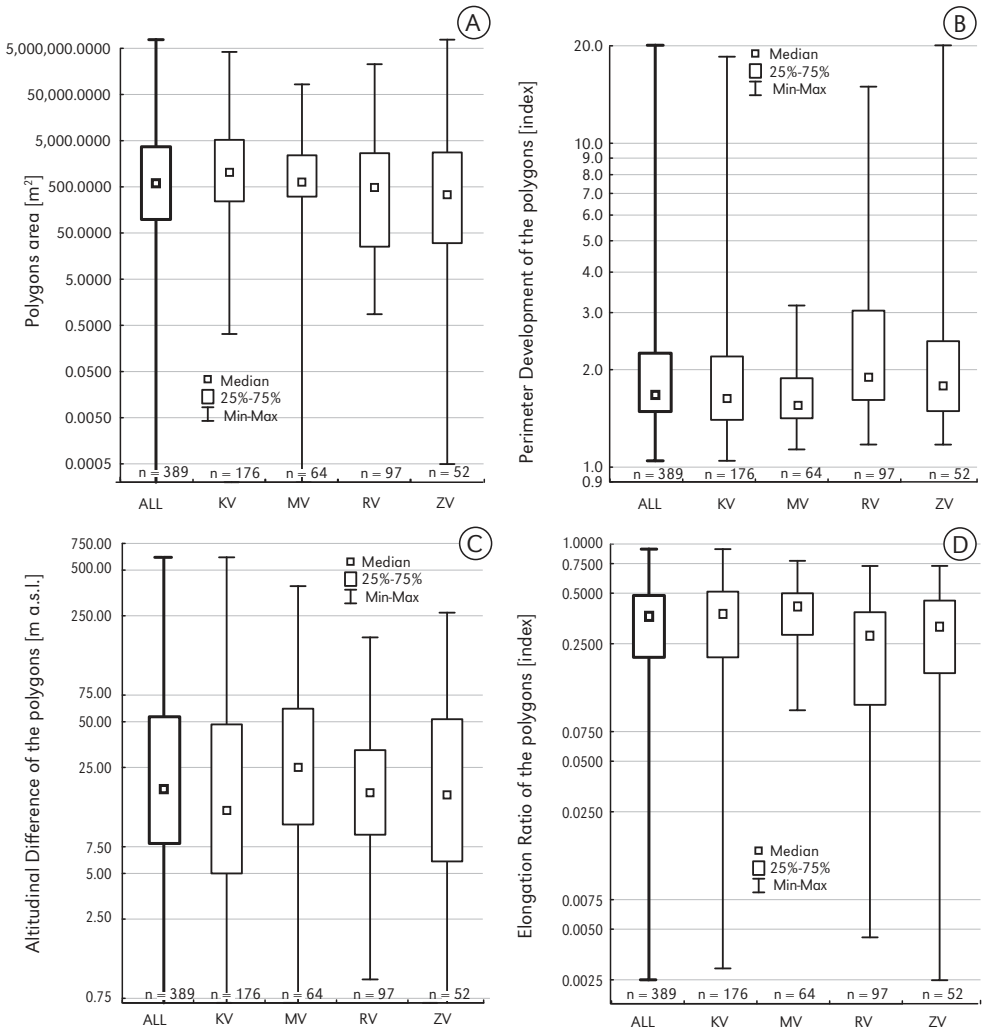 A
Polygons area [m²]
5,000,000.0000
50,000.0000
5,000.0000
500.0000
50.0000
5.0000
0.5000
0.0500
0.0050
0.0005
Median
25%-75%
Min-Max
n = 389 n = 176 n = 64 n = 97 n = 52
ALL KV MV RV ZV
B
Perimeter Development of the polygons [index]
20.0
10.0
9.0
8.0
7.0
6.0
5.0
4.0
3.0
2.0
1.0
0.9
Median
25%-75%
Min-Max
n = 389 n = 176 n = 64 n = 97 n = 52
ALL KV MV RV ZV
C
Altitudinal Difference of the polygons [m a.s.l.]
750.00
500.00
250.00
75.00
50.00
25.00
7.50
5.00
2.50
0.75
Median
25%-75%
Min-Max
n = 389 n = 176 n = 64 n = 97 n = 52
ALL KV MV RV ZV
D
Elongation Ratio of the polygons [index]
1.0000
0.7500
0.5000
0.2500
0.0750
0.0500
0.0250
0.0075
0.0050
0.0025
Median
25%-75%
Min-Max
n = 389 n = 176 n = 64 n = 97 n = 52
ALL KV MV RV ZV